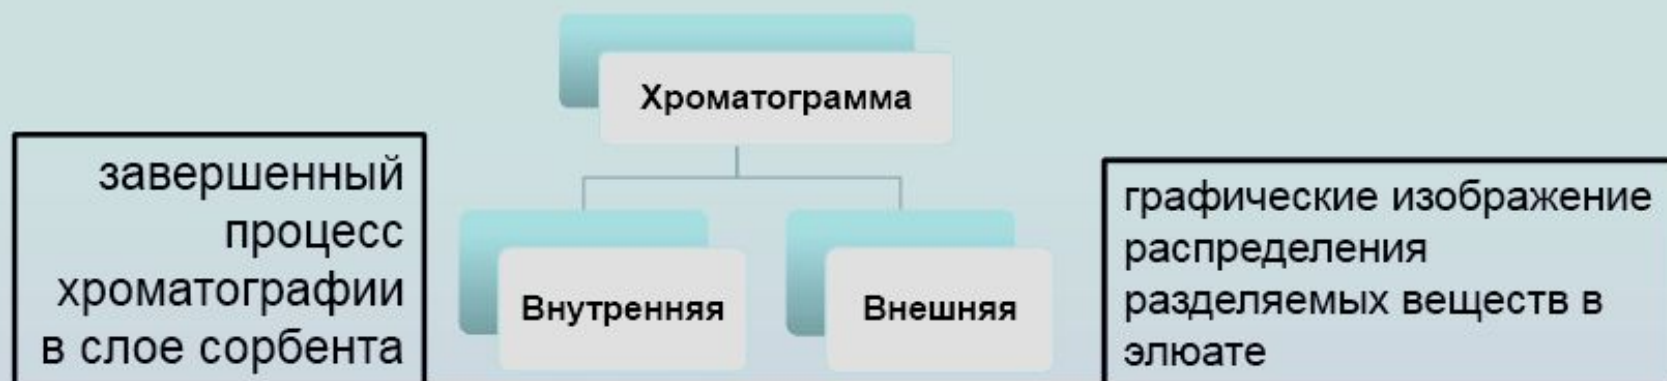 Хроматограмма
завершенный
процесс
хроматографии
в слое сорбента
Внутренняя
Внешняя
графические изображение
распределения
разделяемых веществ в
элюате